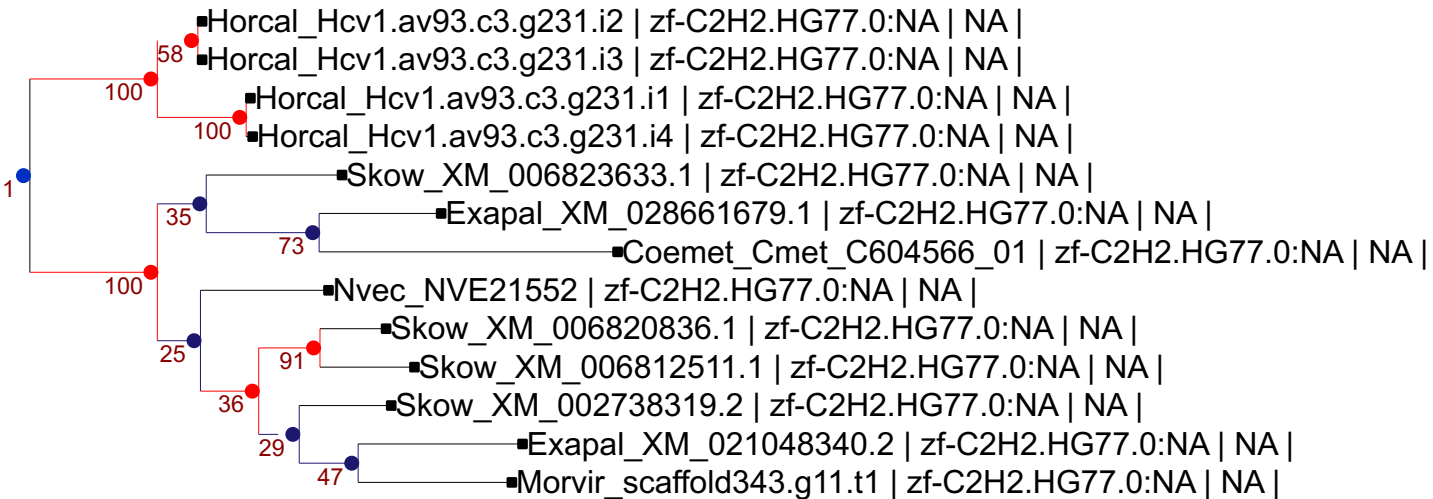 Horcal_Hcv1.av93.c3.g231.i2 | zf-C2H2.HG77.0:NA | NA |
58
Horcal_Hcv1.av93.c3.g231.i3 | zf-C2H2.HG77.0:NA | NA |
100
Horcal_Hcv1.av93.c3.g231.i1 | zf-C2H2.HG77.0:NA | NA |
100
Horcal_Hcv1.av93.c3.g231.i4 | zf-C2H2.HG77.0:NA | NA |
Skow_XM_006823633.1 | zf-C2H2.HG77.0:NA | NA |
1
35
Exapal_XM_028661679.1 | zf-C2H2.HG77.0:NA | NA |
73
Coemet_Cmet_C604566_01 | zf-C2H2.HG77.0:NA | NA |
100
Nvec_NVE21552 | zf-C2H2.HG77.0:NA | NA |
Skow_XM_006820836.1 | zf-C2H2.HG77.0:NA | NA |
25
91
Skow_XM_006812511.1 | zf-C2H2.HG77.0:NA | NA |
36
Skow_XM_002738319.2 | zf-C2H2.HG77.0:NA | NA |
29
Exapal_XM_021048340.2 | zf-C2H2.HG77.0:NA | NA |
47
Morvir_scaffold343.g11.t1 | zf-C2H2.HG77.0:NA | NA |